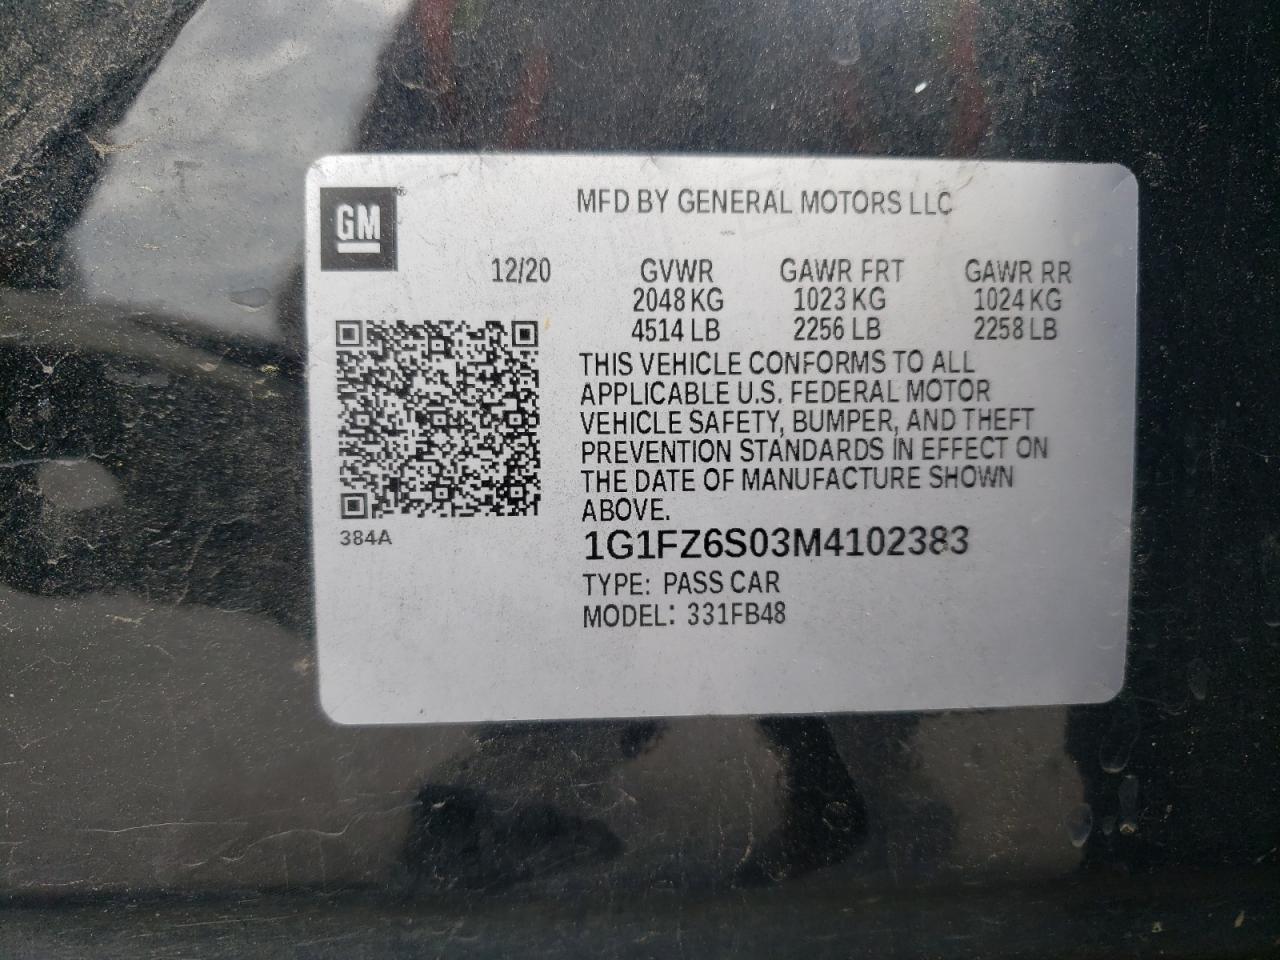 GM
MFD BY GENERAL MOTORS LLC
12/20 GVWR GAWR FRT GAWR RR
2048 KG 1023 KG 1024 KG
4514 LB 2256 LB 2258 LB
THIS VEHICLE CONFORMS TO ALL
APPLICABLE U.S. FEDERAL MOTOR
VEHICLE SAFETY, BUMPER, AND THEFT
PREVENTION STANDARDS IN EFFECT ON
THE DATE OF MANUFACTURE SHOWN
ABOVE.
384A
1G1FZ6S03M4102383
TYPE: PASS CAR
MODEL: 331FB48